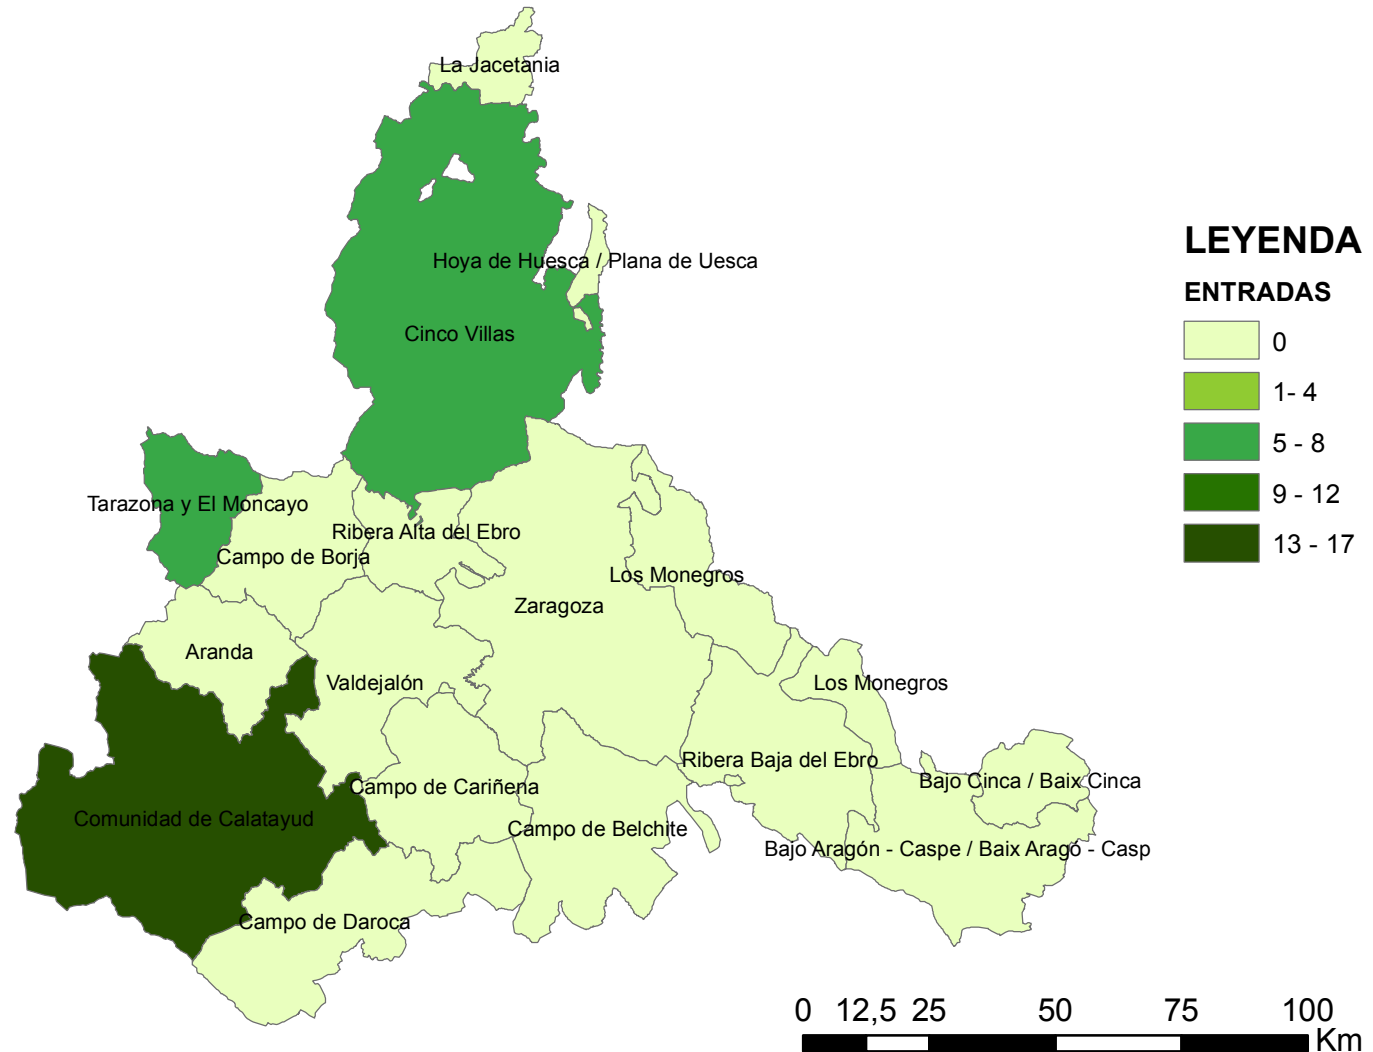 La Jacetania
Hoya de Huesca / Plana de Uesca
Cinco Villas
Tarazona y El Moncayo
Ribera Alta del Ebro
Campo de Borja
Los Monegros
Zaragoza
Aranda
Valdejalón
Los Monegros
Ribera Baja del Ebro
Bajo Cinca / Baix Cinca
Campo de Cariñena
Comunidad de Calatayud
Campo de Belchite
Bajo Aragón - Caspe / Baix Aragó - Casp
Campo de Daroca
LEYENDA
ENTRADAS
0
1- 4
5 - 8
9 - 12
13 - 17
0 12,5 25 50 75 100
Km